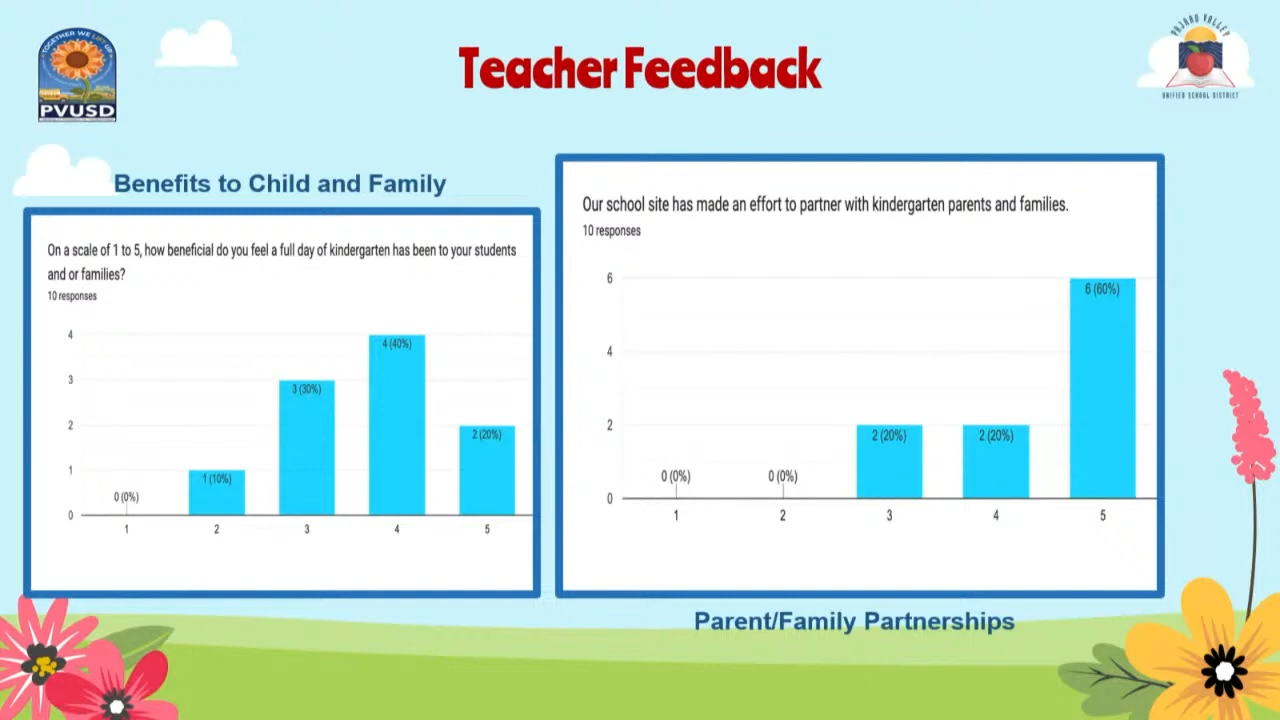 TOGETHER WE LIFT UP
PVUSD
Teacher Feedback
PAJARO VALLEY
UNIFIED SCHOOL DISTRICT
Benefits to Child and Family
On a scale of 1 to 5, how beneficial do you feel a full day of kindergarten has been to your students
and or families?
10 responses
4
3
2
1
0
0 (0%)
1 (10%)
3 (30%)
4 (40%)
2 (20%)
1 2 3 4 5
Our school site has made an effort to partner with kindergarten parents and families.
10 responses
6
4
2
0
0 (0%)
0 (0%)
2 (20%)
2 (20%)
6 (60%)
1 2 3 4 5
Parent/Family Partnerships